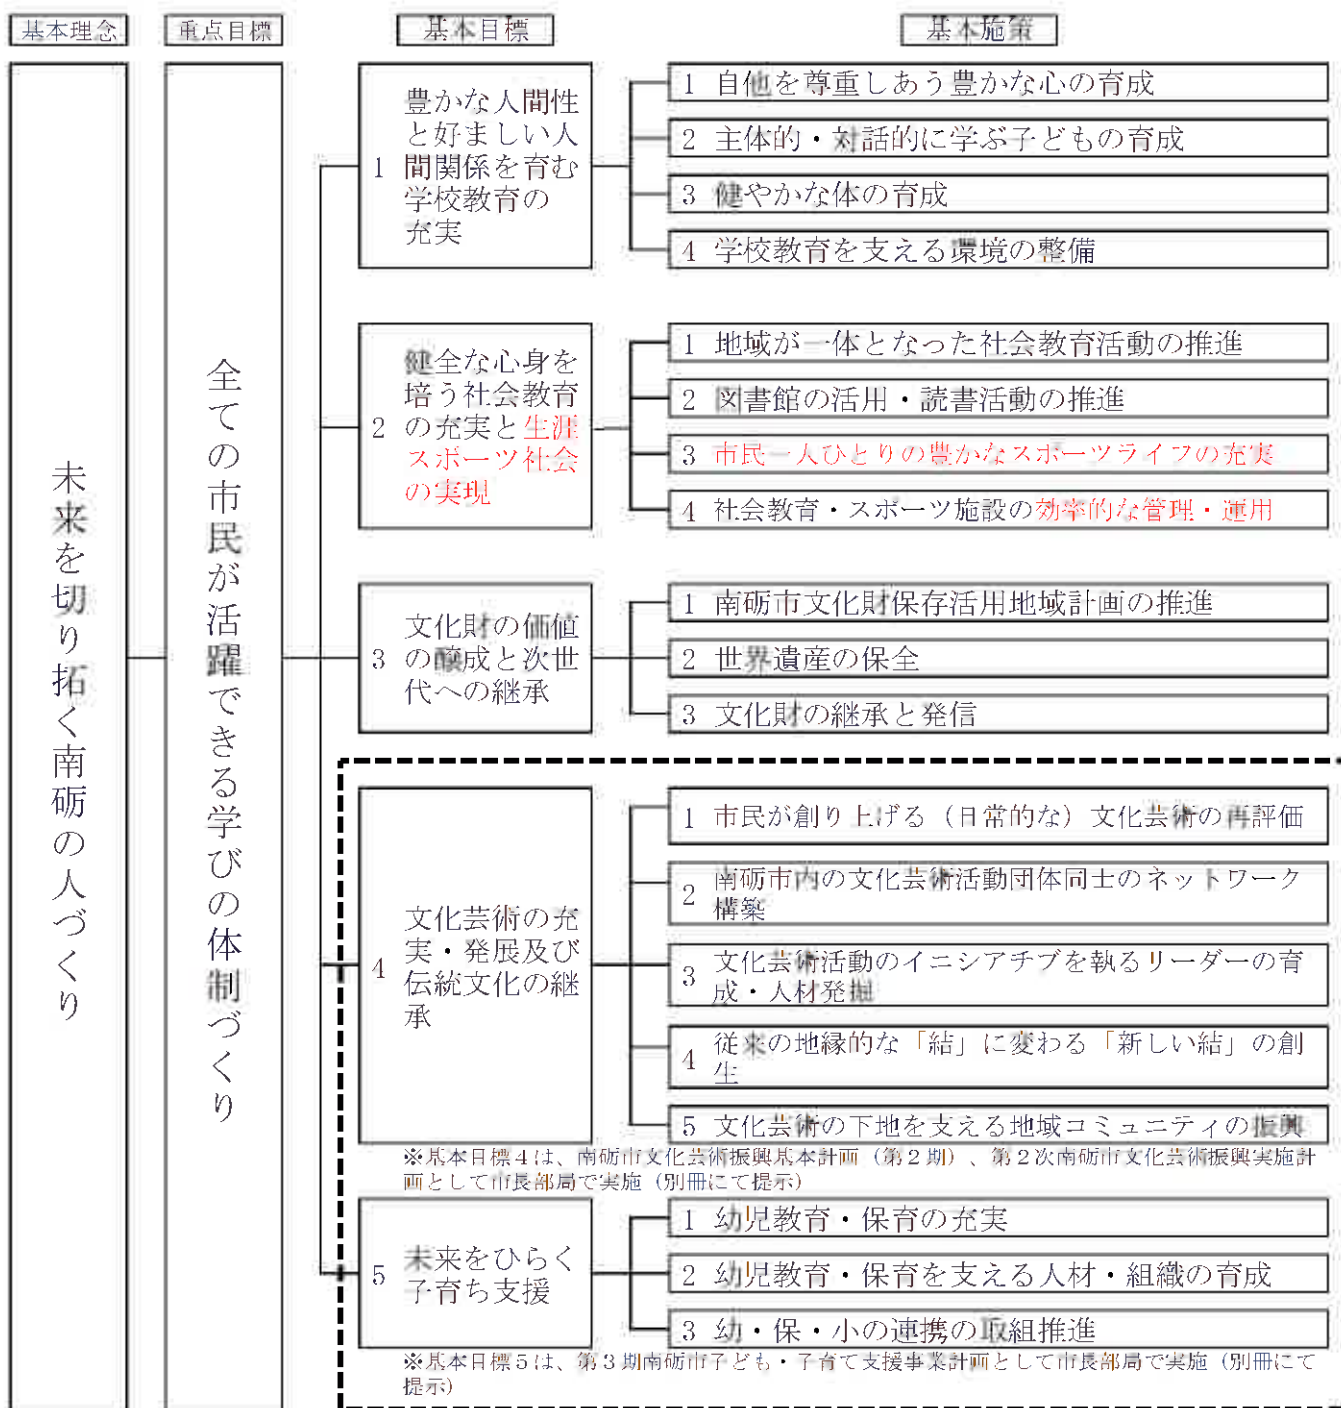 基本理念
重点目標
基本目標
基本施策
未来を切り拓く南砺の人づくり
全ての市民が活躍できる学びの体制づくり
1
豊かな人間性
と好ましい人
間関係を育む
学校教育の
充実
1 自他を尊重しあう豊かな心の育成
2 主体的・対話的に学ぶ子どもの育成
3 健やかな体の育成
4 学校教育を支える環境の整備
2
健全な心身を
培う社会教育
の充実と生涯
スポーツ社会
の実現
1 地域が一体となった社会教育活動の推進
2 図書館の活用・読書活動の推進
3 市民一人ひとりの豊かなスポーツライフの充実
4 社会教育・スポーツ施設の効率的な管理・運用
3
文化財の価値
の醸成と次世
代への継承
1 南砺市文化財保存活用地域計画の推進
2 世界遺産の保全
3 文化財の継承と発信
4
文化芸術の充
実・発展及び
伝統文化の継
承
1 市民が創り上げる（日常的な）文化芸術の再評価
2 南砺市内の文化芸術活動団体同士のネットワーク
構築
3 文化芸術活動のイニシアチブを執るリーダーの育
成・人材発掘
4 従来の地縁的な「結」に変わる「新しい結」の創
生
5 文化芸術の下地を支える地域コミュニティの振興
※基本目標４は、南砺市文化芸術振興基本計画（第２期）、第２次南砺市文化芸術振興実施計
画として市長部局で実施（別冊にて提示）
5
未来をひらく
子育ち支援
1 幼児教育・保育の充実
2 幼児教育・保育を支える人材・組織の育成
3 幼・保・小の連携の取組推進
※基本目標５は、第３期南砺市子ども・子育て支援事業計画として市長部局で実施（別冊にて
提示）